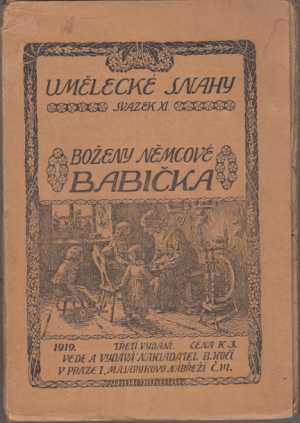 UMĚLECKÉ SNAHY
SVAZEK XI
BOŽENY NĚMCOVÉ
BABIČKA
1919. TŘETÍ VYDÁNÍ. CENA K 3.
VEDE A VYDÁVÁ NAKLADATEL B. KOČÍ
V PRAZE I, MASARYKOVO NÁBŘEŽÍ Č.